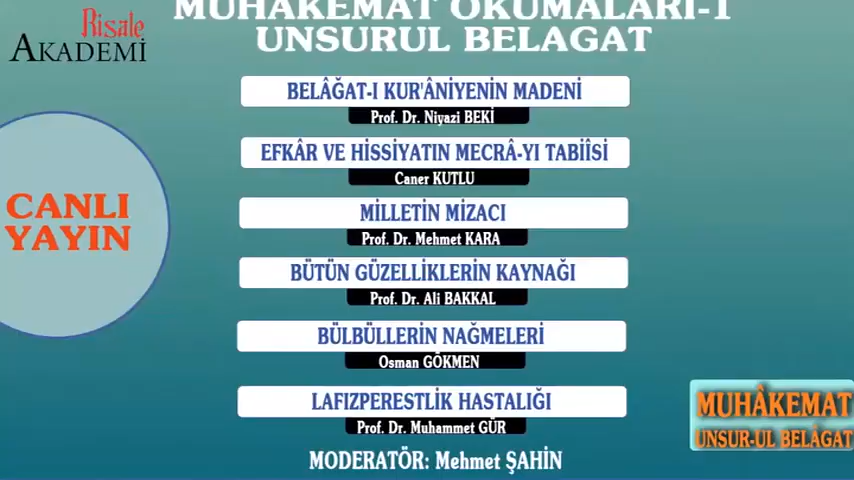 MUHAKEMAT OKUMALARI-1
UNSURUL BELAGAT
Risale
AKADEMİ
BELÂĞAT-I KUR'ÂNİYENİN MADENİ
Prof. Dr. Niyazi BEKİ
EFKÂR VE HİSSİYATIN MECRÂ-YI TABİÎSİ
Caner KUTLU
CANLI
YAYIN
MİLLETİN MİZACI
Prof. Dr. Mehmet KARA
BÜTÜN GÜZELLİKLERİN KAYNAĞI
Prof. Dr. Ali BAKKAL
BÜLBÜLLERİN NAĞMELERİ
Osman GÖKMEN
LAFIZPERESTLİK HASTALIĞI
Prof. Dr. Muhammet GÜR
MODERATÖR: Mehmet ŞAHİN
MUHÂKEMAT
UNSUR-UL BELÂGAT